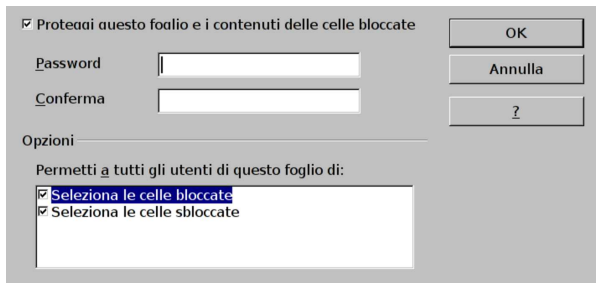 Proteggi questo foglio e i contenuti delle celle bloccate
OK
Password
Annulla
Conferma
?
Opzioni
Permetti a tutti gli utenti di questo foglio di:
Seleziona le celle bloccate
Seleziona le celle sbloccate